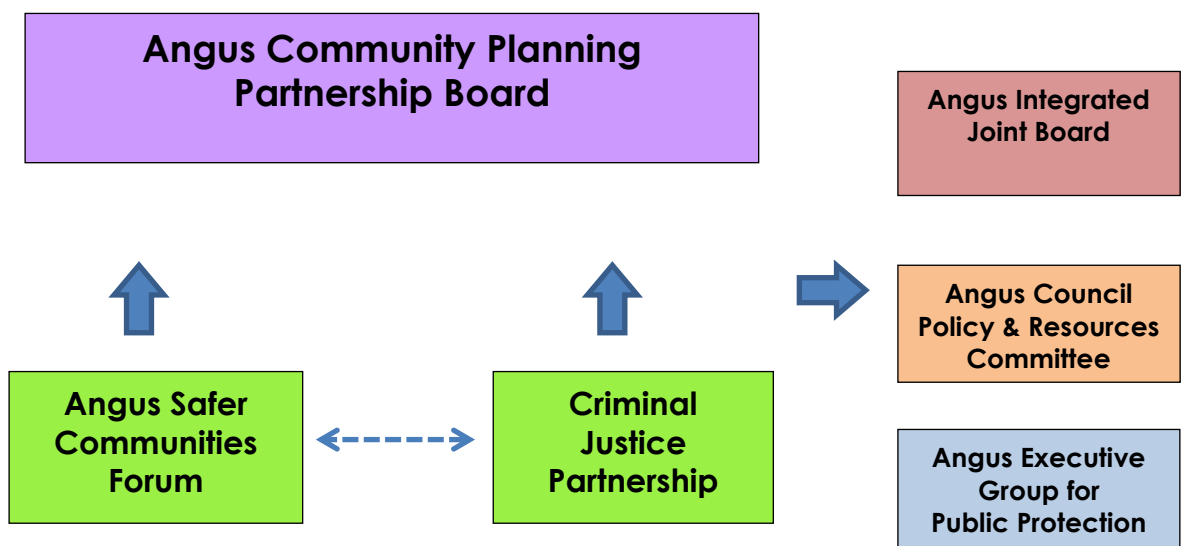 Angus Community Planning
Partnership Board
Angus Integrated
Joint Board
Angus Council
Policy & Resources
Committee
Angus Safer
Communities
Forum
Criminal
Justice
Partnership
Angus Executive
Group for
Public Protection